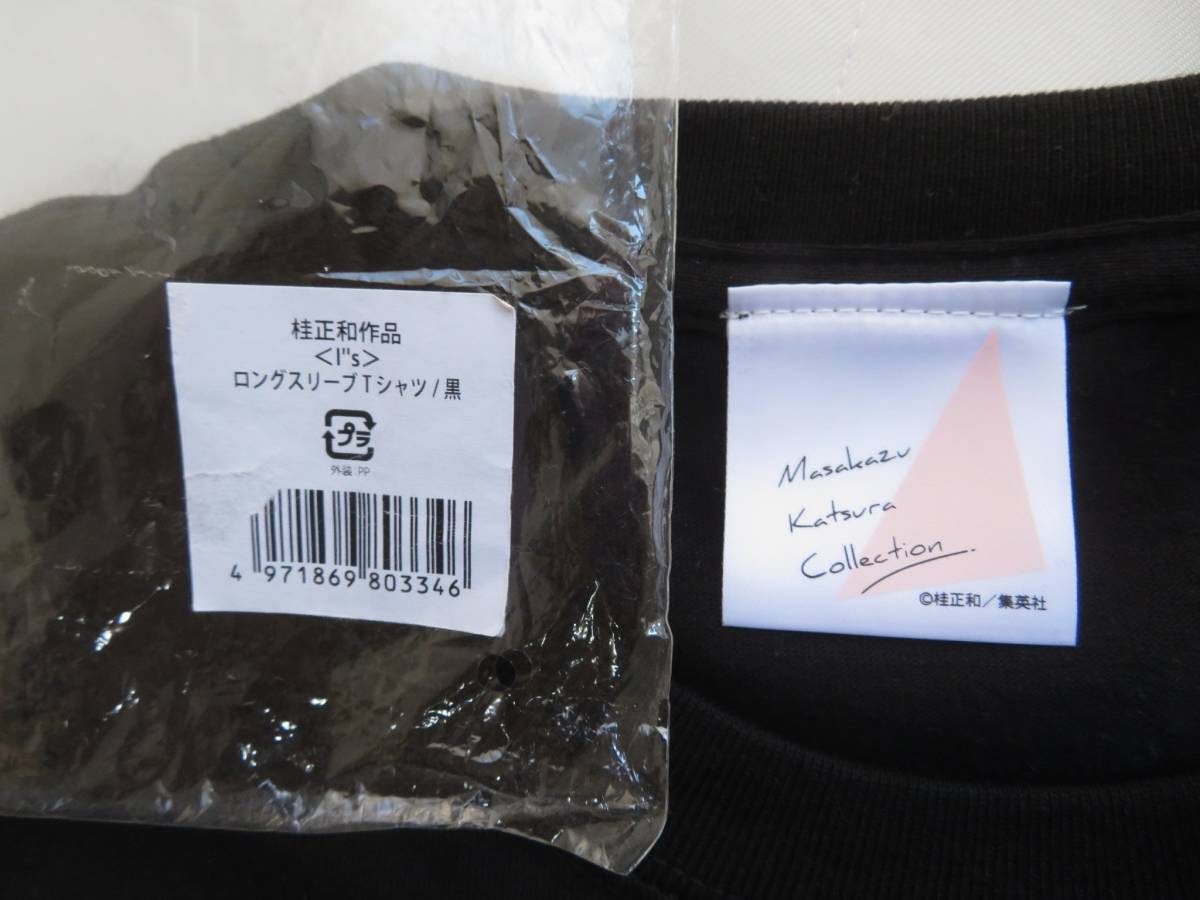 桂正和作品
<I"s>
ロングスリーブTシャツ/黒
プラ
外装 PP
4 971869 803346
Masakazu
Katsura
Collection.
©桂正和／集英社